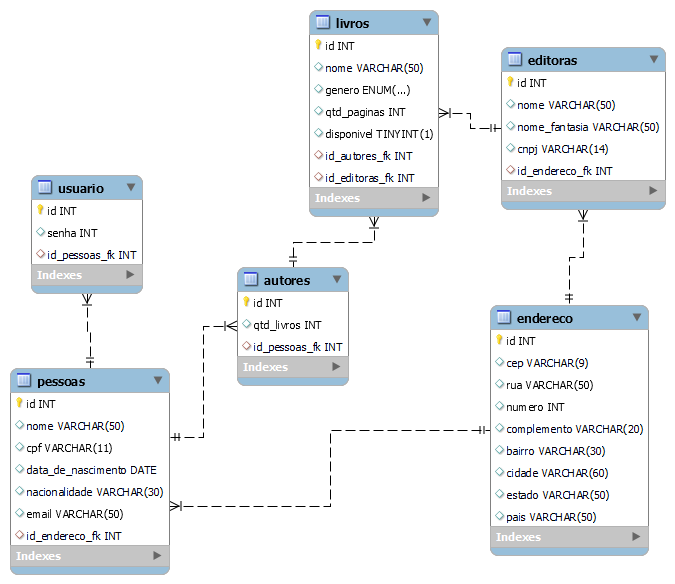 livros
id INT
nome VARCHAR(50)
genero ENUM(...)
qtd_paginas INT
disponivel TINYINT(1)
id_autores_fk INT
id_editoras_fk INT
Indexes
editoras
id INT
nome VARCHAR(50)
nome_fantasia VARCHAR(50)
cnpj VARCHAR(14)
id_endereco_fk INT
Indexes
usuario
id INT
senha INT
id_pessoas_fk INT
Indexes
autores
id INT
qtd_livros INT
id_pessoas_fk INT
Indexes
endereco
id INT
cep VARCHAR(9)
rua VARCHAR(50)
numero INT
complemento VARCHAR(20)
bairro VARCHAR(30)
cidade VARCHAR(60)
estado VARCHAR(50)
pais VARCHAR(50)
Indexes
pessoas
id INT
nome VARCHAR(50)
cpf VARCHAR(11)
data_de_nascimento DATE
nacionalidade VARCHAR(30)
email VARCHAR(50)
id_endereco_fk INT
Indexes